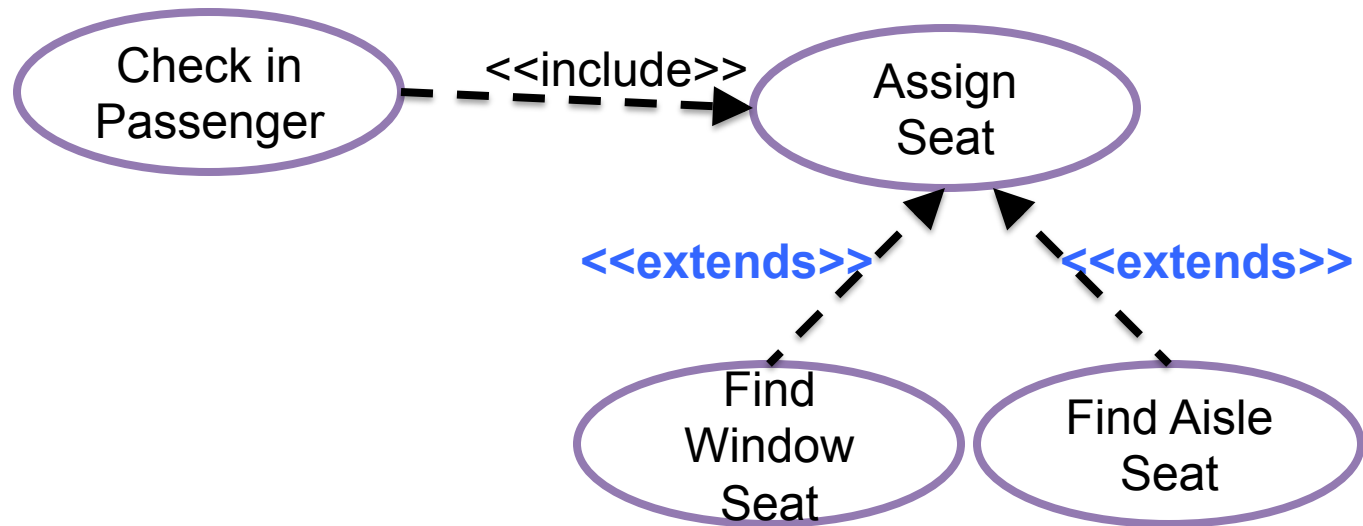 Check in
Passenger
<<include>>
Assign
Seat
<<extends>>
<<extends>>
Find
Window
Seat
Find Aisle
Seat